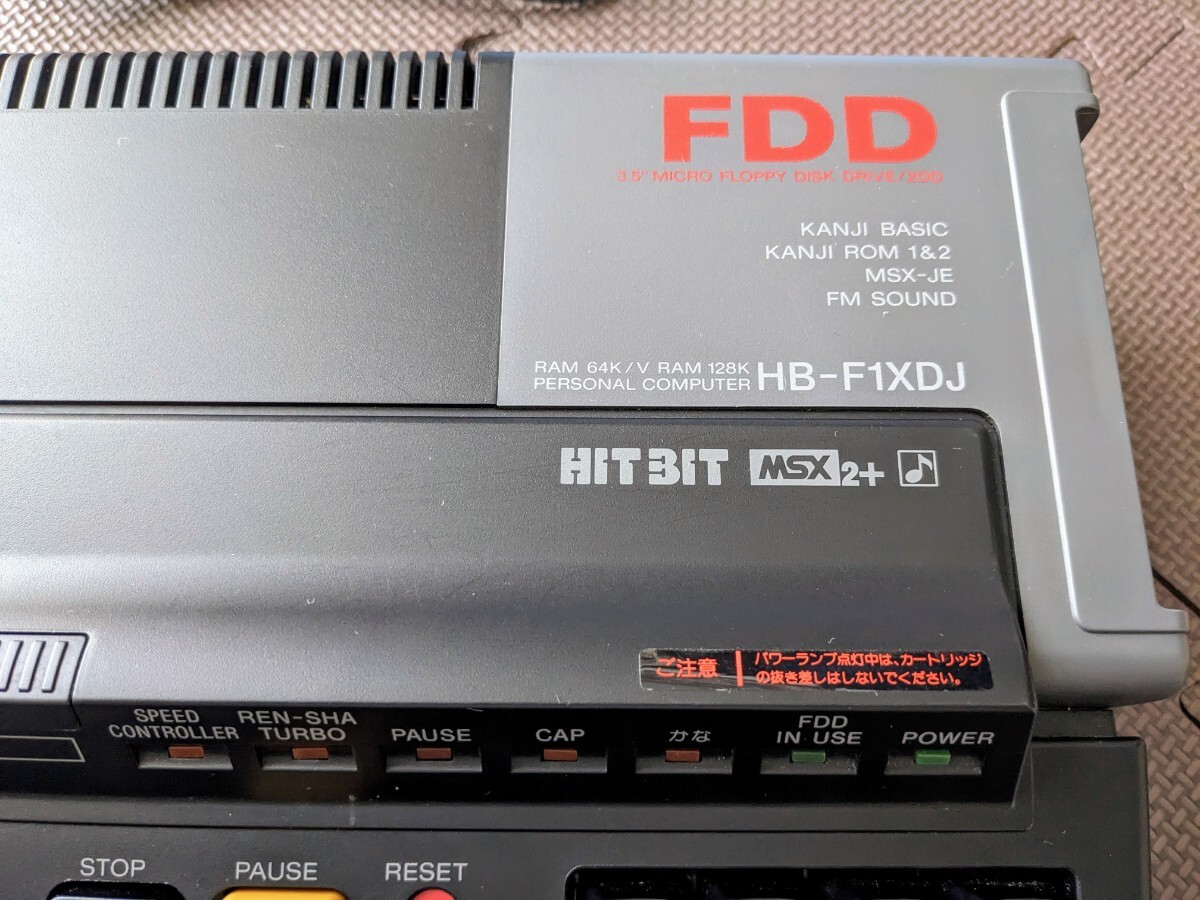 FDD
3.5" MICRO FLOPPY DISK DRIVE/2DD
KANJI BASIC
KANJI ROM 1&2
MSX-JE
FM SOUND
RAM 64K/V RAM 128K
PERSONAL COMPUTER HB-F1XDJ
HIT BIT MSX 2+
ご注意
パワーランプ点灯中は、カートリッジ
の抜き差しはしないでください。
SPEED
CONTROLLER
REN-SHA
TURBO
PAUSE
CAP
かな
FDD
IN USE
POWER
STOP
PAUSE
RESET